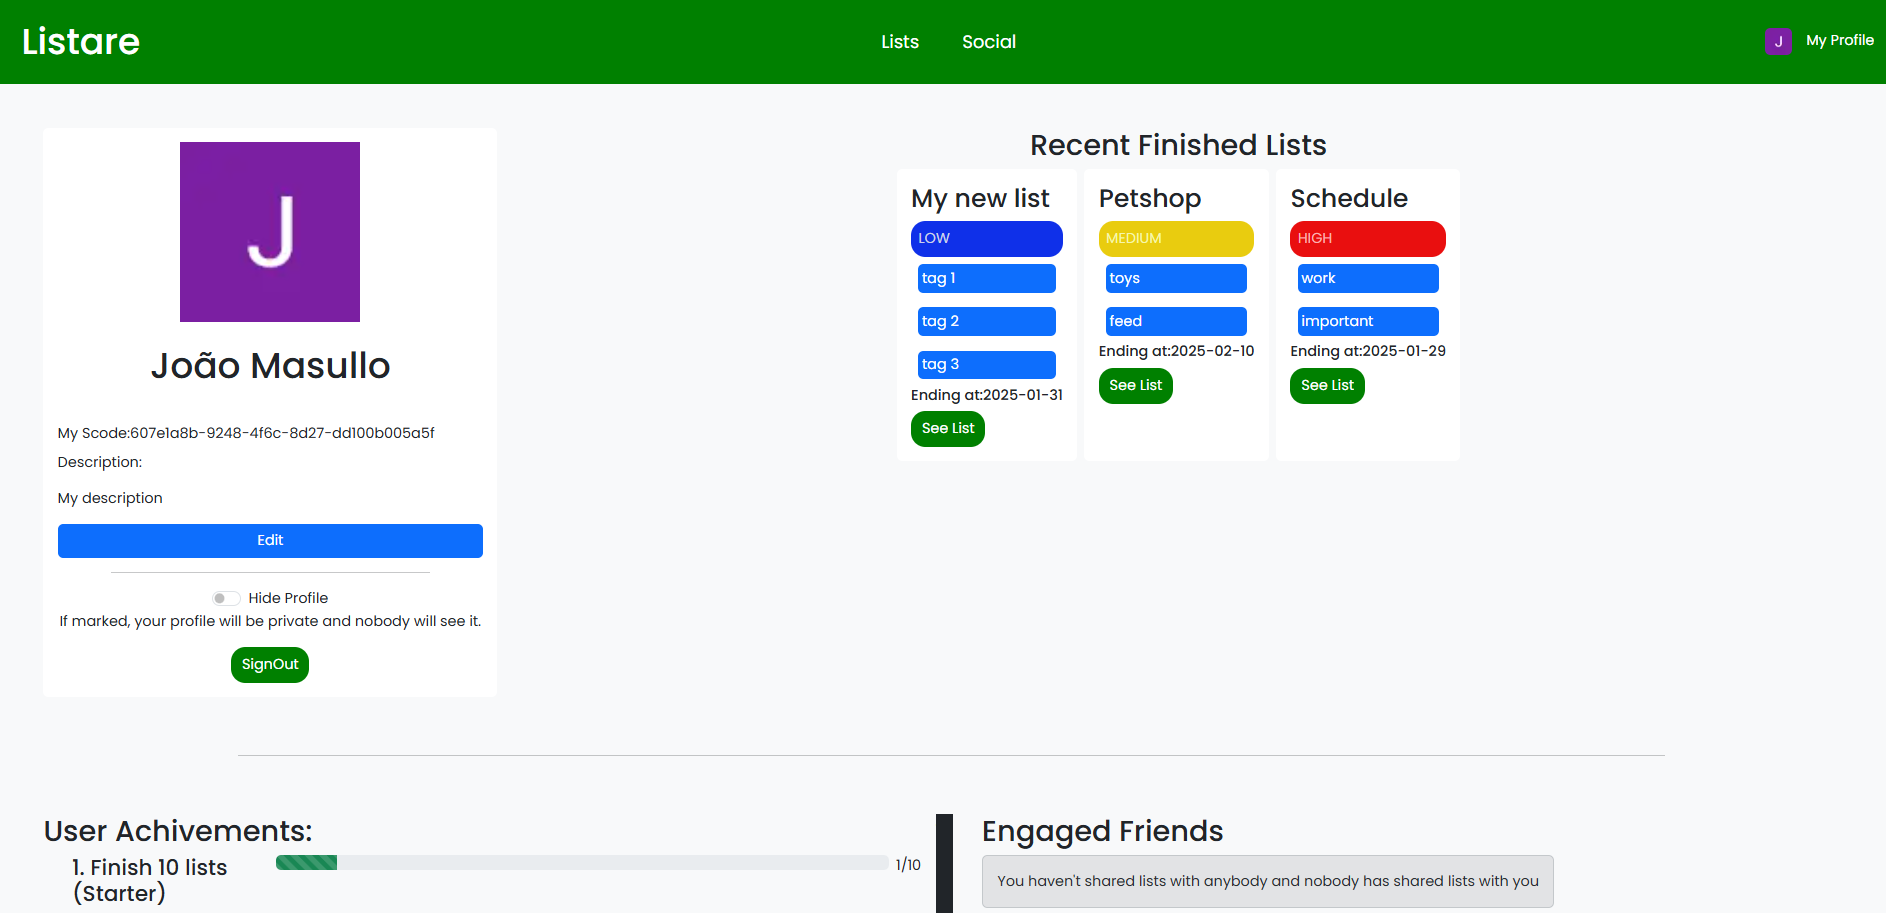 Listare
Lists
Social
J
My Profile
J
João Masullo
My Scode:607e1a8b-9248-4f6c-8d27-dd100b005a5f
Description:
My description
Edit
Hide Profile
If marked, your profile will be private and nobody will see it.
SignOut
Recent Finished Lists
My new list
LOW
tag 1
tag 2
tag 3
Ending at:2025-01-31
See List
Petshop
MEDIUM
toys
feed
Ending at:2025-02-10
See List
Schedule
HIGH
work
important
Ending at:2025-01-29
See List
User Achivements:
1. Finish 10 lists
(Starter)
1/10
Engaged Friends
You haven't shared lists with anybody and nobody has shared lists with you